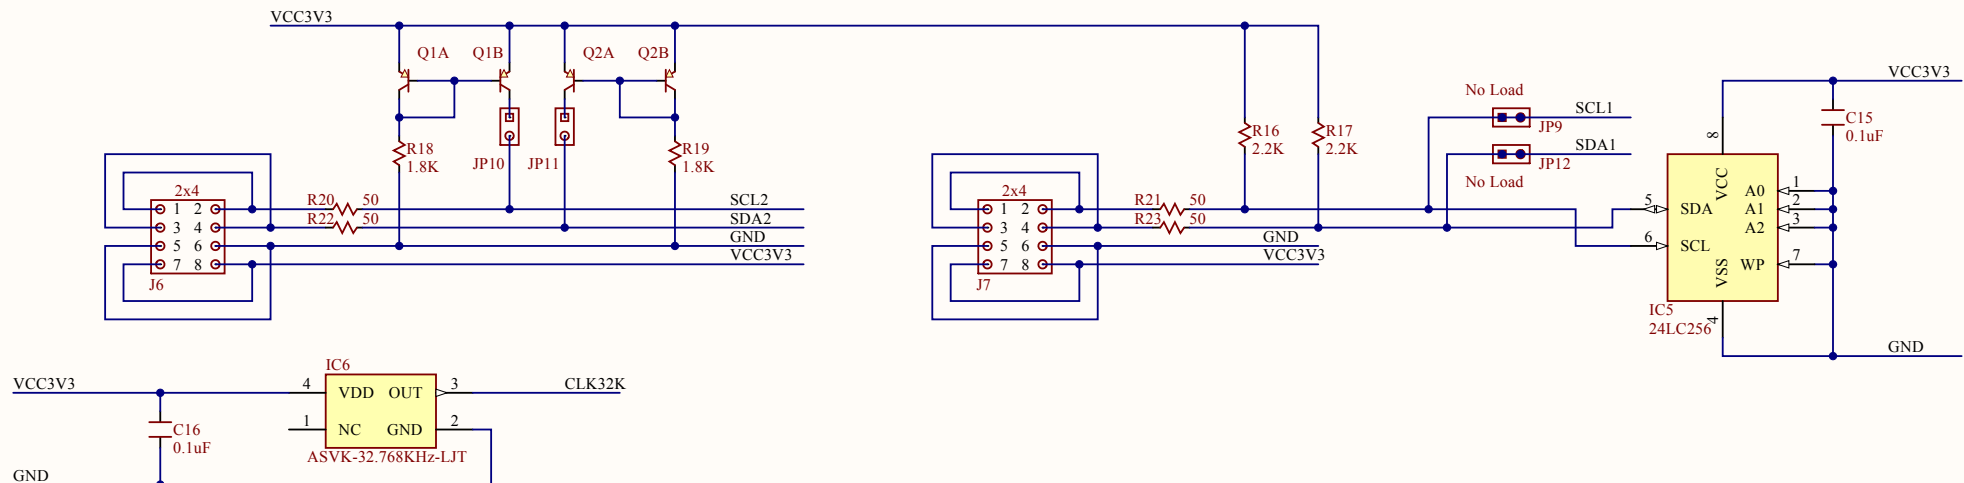 VCC3V3
Q1A Q1B Q2A Q2B
R18
1.8K
JP10 JP11
R19
1.8K
2x4
1 2
3 4
5 6
7 8
J6
R20 50
R22 50
SCL2
SDA2
GND
VCC3V3
R16
2.2K
R17
2.2K
2x4
1 2
3 4
5 6
7 8
J7
R21 50
R23 50
GND
VCC3V3
No Load
SCL1
JP9
SDA1
JP12
No Load
VCC3V3
C15
0.1uF
8
VCC
5 SDA
6 SCL
A0 1
A1 2
A2 3
WP 7
VSS
4
IC5
24LC256
GND
IC6
VCC3V3
4 VDD OUT 3
CLK32K
1 NC GND 2
ASVK-32.768KHz-LJT
C16
0.1uF
GND